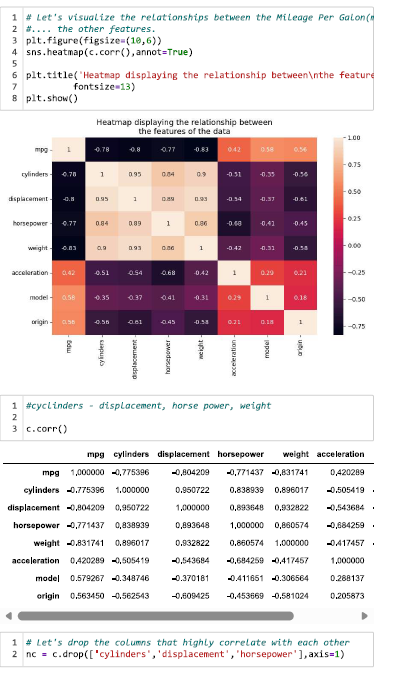 1 # Let's visualize the relationships between the Mileage Per Galon(m
2 #.... the other features.
3 plt.figure(figsize=(10,6))
4 sns.heatmap(c.corr(),annot=True)
5
6 plt.title('Heatmap displaying the relationship between\nthe feature
7 fontsize=13)
8 plt.show()
Heatmap displaying the relationship between
the features of the data
mpg 1 -0.78 -0.8 -0.77 -0.83 0.42 0.58 0.56
cylinders -0.78 1 0.95 0.84 0.9 -0.51 -0.35 -0.56
displacement -0.8 0.95 1 0.89 0.93 -0.54 -0.37 -0.61
horsepower -0.77 0.84 0.89 1 0.86 -0.68 -0.41 -0.45
weight -0.83 0.9 0.93 0.86 1 -0.42 -0.31 -0.58
acceleration 0.42 -0.51 -0.54 -0.68 -0.42 1 0.29 0.21
model 0.58 -0.35 -0.37 -0.41 -0.31 0.29 1 0.18
origin 0.56 -0.56 -0.61 -0.45 -0.58 0.21 0.18 1
mpg cylinders displacement horsepower weight acceleration model origin
1.00
0.75
0.50
0.25
0.00
-0.25
-0.50
-0.75
1 #cyclinders - displacement, horse power, weight
2
3 c.corr()
mpg cylinders displacement horsepower weight acceleration
mpg 1,000000 -0,775396 -0,804209 -0,771437 -0,831741 0,420289
cylinders -0.775396 1.000000 0.950722 0.838939 0.896017 -0.505419
displacement -0.804209 0.950722 1.000000 0.893648 0.932822 -0.543684
horsepower -0,771437 0,838939 0,893648 1,000000 0,860574 -0,684259
weight -0.831741 0.896017 0.932822 0.860574 1.000000 -0.417457
acceleration 0.420289 -0.505419 -0.543684 -0.684259 -0.417457 1.000000
model 0.579267 -0.348746 -0.370181 -0.411651 -0.306564 0.288137
origin 0.563450 -0.562543 -0.609425 -0.453669 -0.581024 0.205873
1 # Let's drop the columns that highly correlate with each other
2 nc = c.drop(["cylinders",'displacement','horsepower'],axis=1)